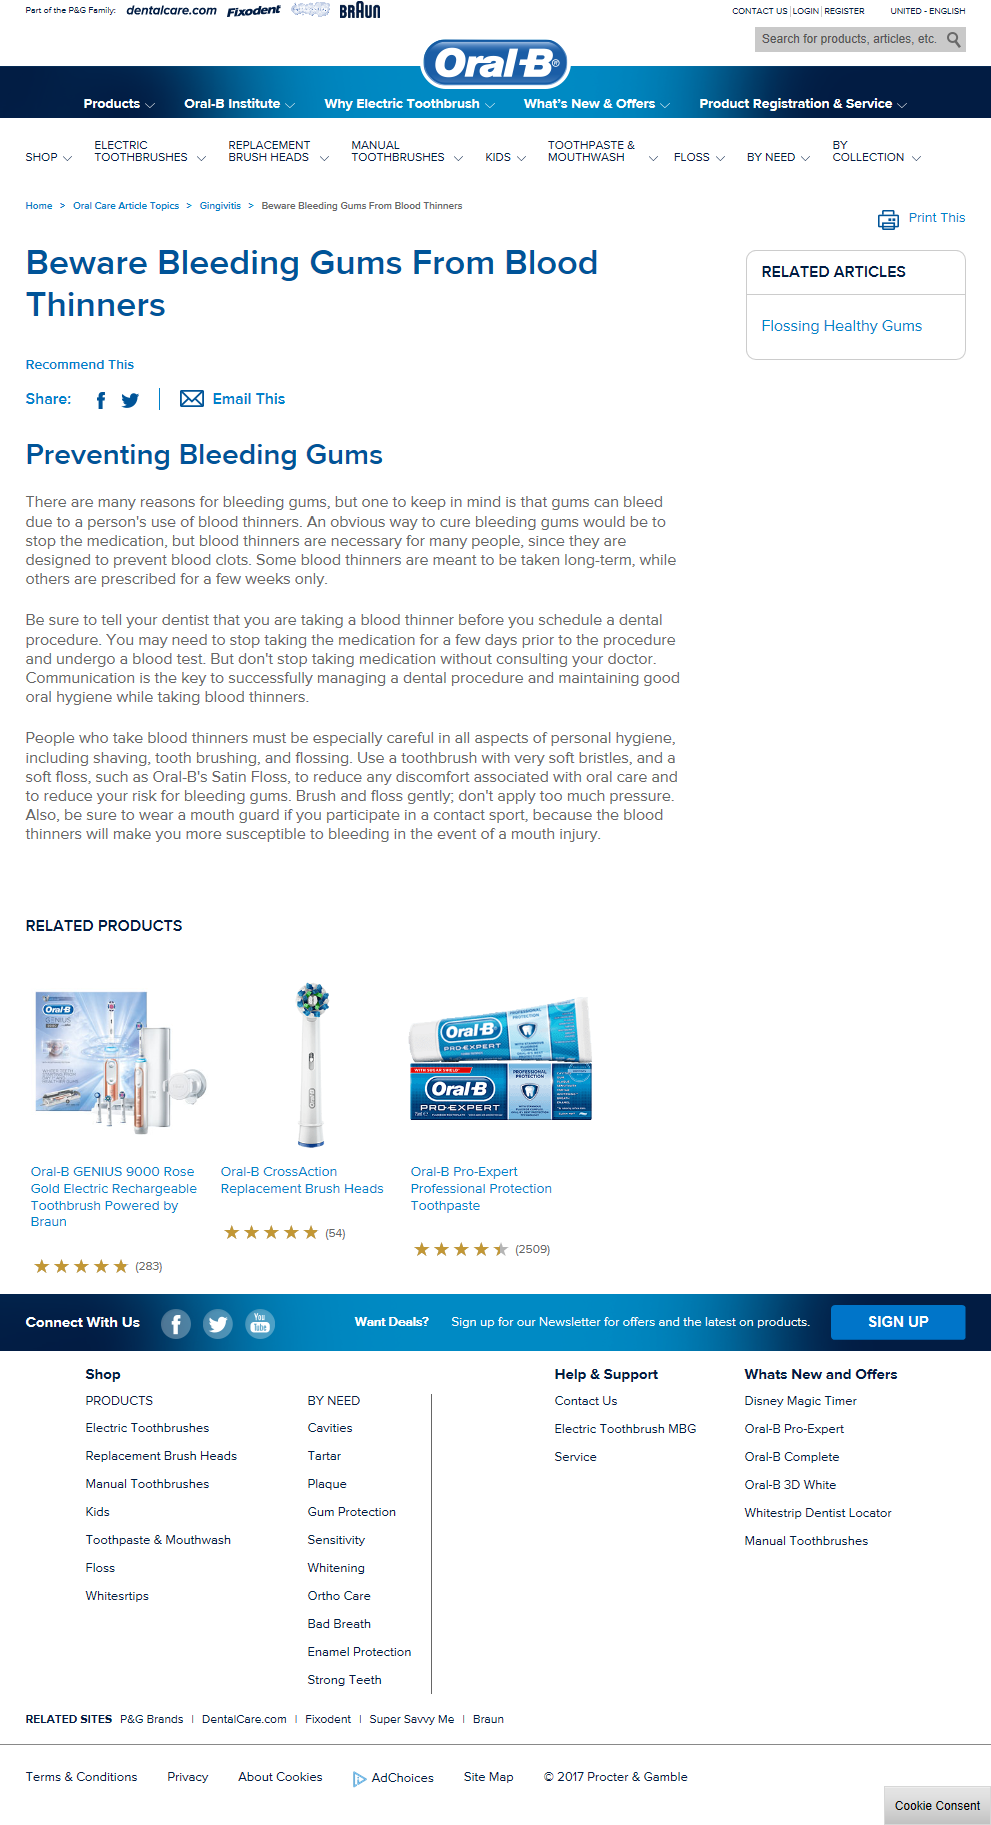 Part of the P&G Family: dentalcare.com Fixodent BRAUN
CONTACT US | LOGIN | REGISTER UNITED - ENGLISH
Search for products, articles, etc.
Oral-B®
Products Oral-B Institute Why Electric Toothbrush What's New & Offers Product Registration & Service
SHOP
ELECTRIC
TOOTHBRUSHES
REPLACEMENT
BRUSH HEADS
MANUAL
TOOTHBRUSHES
KIDS
TOOTHPASTE &
MOUTHWASH
FLOSS
BY NEED
BY
COLLECTION
Home > Oral Care Article Topics > Gingivitis > Beware Bleeding Gums From Blood Thinners
Print This
Beware Bleeding Gums From Blood
Thinners
RELATED ARTICLES
Flossing Healthy Gums
Recommend This
Share: Email This
Preventing Bleeding Gums
There are many reasons for bleeding gums, but one to keep in mind is that gums can bleed
due to a person's use of blood thinners. An obvious way to cure bleeding gums would be to
stop the medication, but blood thinners are necessary for many people, since they are
designed to prevent blood clots. Some blood thinners are meant to be taken long-term, while
others are prescribed for a few weeks only.
Be sure to tell your dentist that you are taking a blood thinner before you schedule a dental
procedure. You may need to stop taking the medication for a few days prior to the procedure
and undergo a blood test. But don't stop taking medication without consulting your doctor.
Communication is the key to successfully managing a dental procedure and maintaining good
oral hygiene while taking blood thinners.
People who take blood thinners must be especially careful in all aspects of personal hygiene,
including shaving, tooth brushing, and flossing. Use a toothbrush with very soft bristles, and a
soft floss, such as Oral-B's Satin Floss, to reduce any discomfort associated with oral care and
to reduce your risk for bleeding gums. Brush and floss gently; don't apply too much pressure.
Also, be sure to wear a mouth guard if you participate in a contact sport, because the blood
thinners will make you more susceptible to bleeding in the event of a mouth injury.
RELATED PRODUCTS
Oral-B
GENIUS
Oral-B
PROFESSIONAL
PROTECTION
Oral-B
PRO-EXPERT
PROFESSIONAL
PROTECTION
Oral-B
PRO-EXPERT
Oral-B GENIUS 9000 Rose
Gold Electric Rechargeable
Toothbrush Powered by
Braun
(283)
Oral-B CrossAction
Replacement Brush Heads
(54)
Oral-B Pro-Expert
Professional Protection
Toothpaste
(2509)
Connect With Us You Tube Want Deals? Sign up for our Newsletter for offers and the latest on products. SIGN UP
Shop
PRODUCTS
Electric Toothbrushes
Replacement Brush Heads
Manual Toothbrushes
Kids
Toothpaste & Mouthwash
Floss
Whitesrtips
BY NEED
Cavities
Tartar
Plaque
Gum Protection
Sensitivity
Whitening
Ortho Care
Bad Breath
Enamel Protection
Strong Teeth
Help & Support
Contact Us
Electric Toothbrush MBG
Service
Whats New and Offers
Disney Magic Timer
Oral-B Pro-Expert
Oral-B Complete
Oral-B 3D White
Whitestrip Dentist Locator
Manual Toothbrushes
RELATED SITES P&G Brands | DentalCare.com | Fixodent | Super Savvy Me | Braun
Terms & Conditions Privacy About Cookies AdChoices Site Map © 2017 Procter & Gamble
Cookie Consent